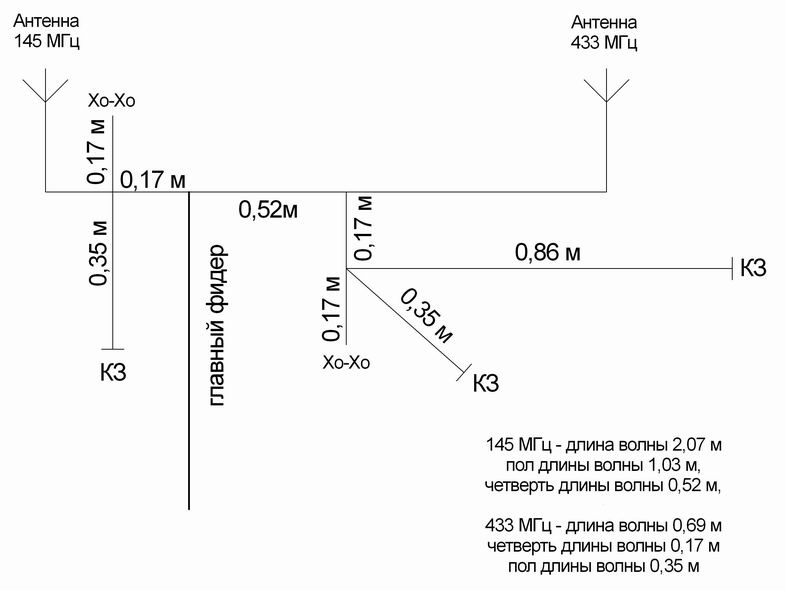 Антенна
145 МГц
Антенна
433 МГц
Хо-Хо
0,17 м
0,17 м
0,52м
0,17 м
0,35 м
главный фидер
0,86 м
КЗ
0,17 м
0,35 м
Хо-Хо
КЗ
КЗ
145 МГц - длина волны 2,07 м
пол длины волны 1,03 м,
четверть длины волны 0,52 м,
433 МГц - длина волны 0,69 м
четверть длины волны 0,17 м
пол длины волны 0,35 м